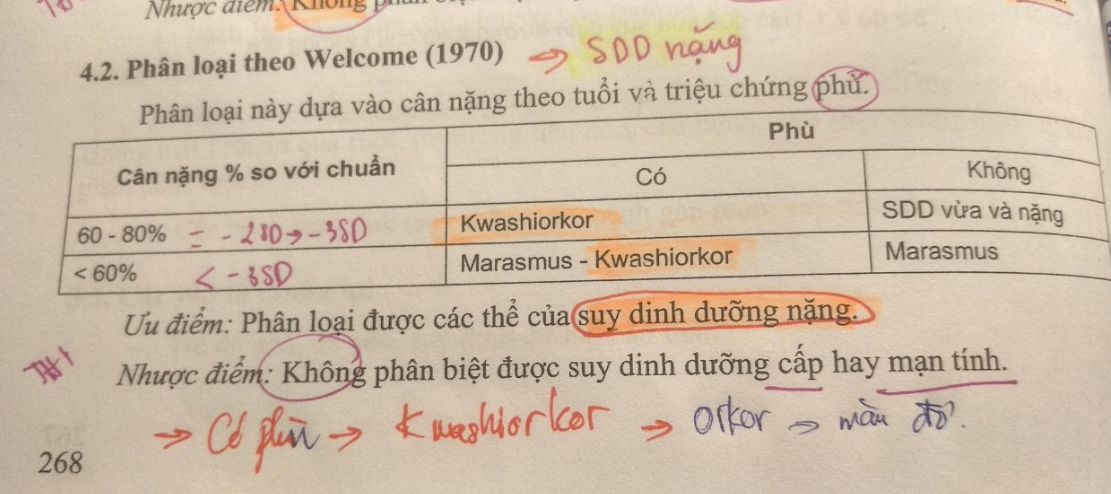 Nhược điểm: Không
4.2. Phân loại theo Welcome (1970) → SDD nặng
Phân loại này dựa vào cân nặng theo tuổi và triệu chứng phù.
Cân nặng % so với chuẩn
Phù
Có
Không
60 - 80% = - 2SD → -3SD
Kwashiorkor
SDD vừa và nặng
< 60% < -3SD
Marasmus - Kwashiorkor
Marasmus
Ưu điểm: Phân loại được các thể của suy dinh dưỡng nặng.
Nhược điểm: Không phân biệt được suy dinh dưỡng cấp hay mạn tính.
→ Có phù → Kwashiorkor → Orkor → màu đỏ.
268